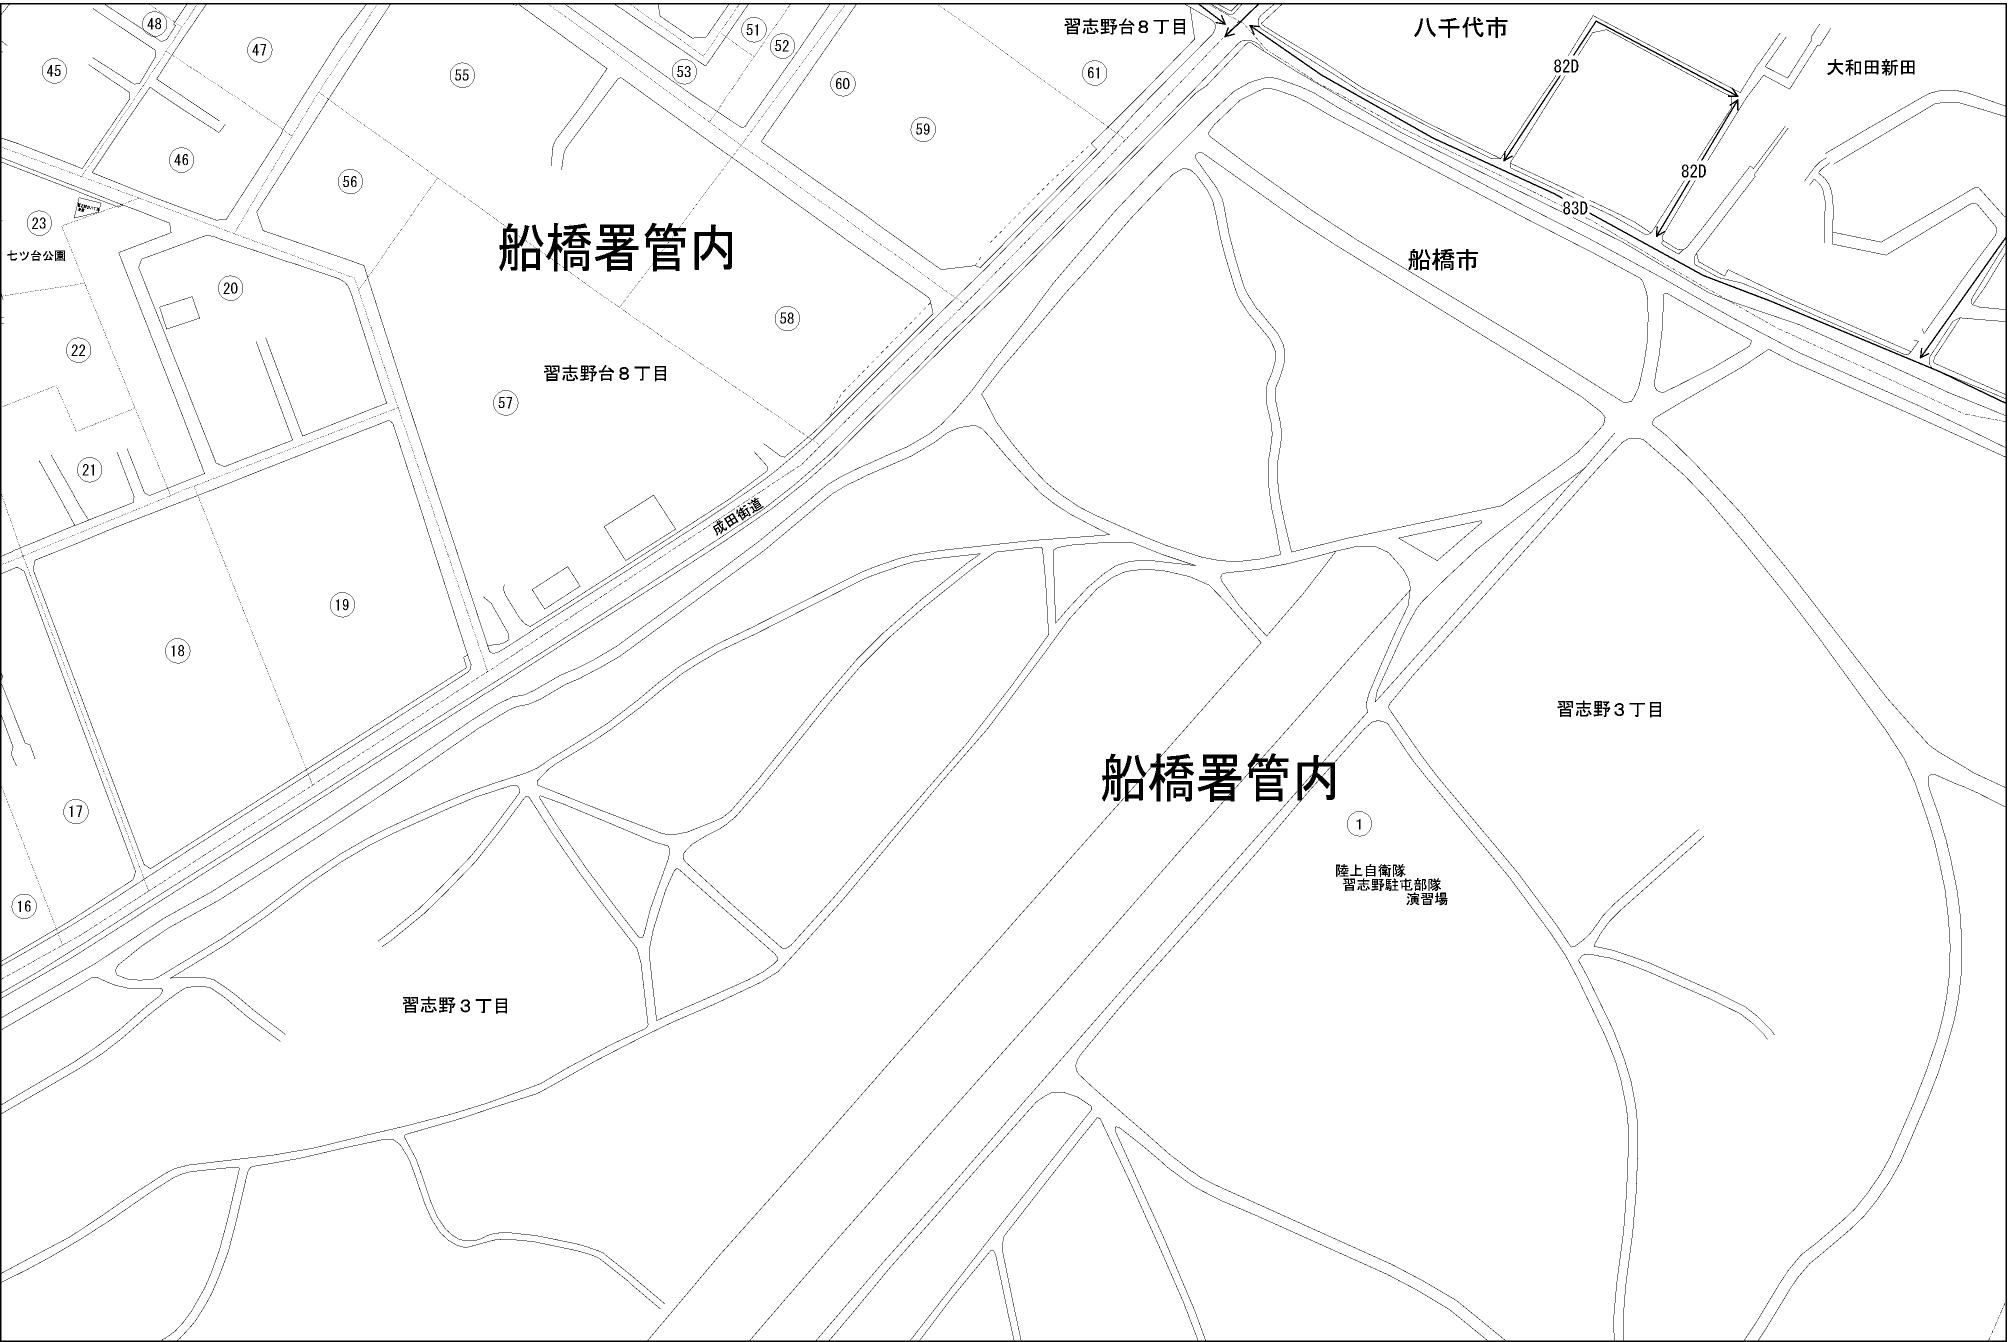 48
47
45
46
55
51
52
53
習志野台８丁目
61
60
59
八千代市
82D
大和田新田
82D
83D
56
23
七ツ台公園
船橋署管内
船橋市
20
58
22
習志野台８丁目
57
21
成田街道
19
18
習志野３丁目
船橋署管内
17
1
陸上自衛隊
習志野駐屯部隊
演習場
16
習志野３丁目